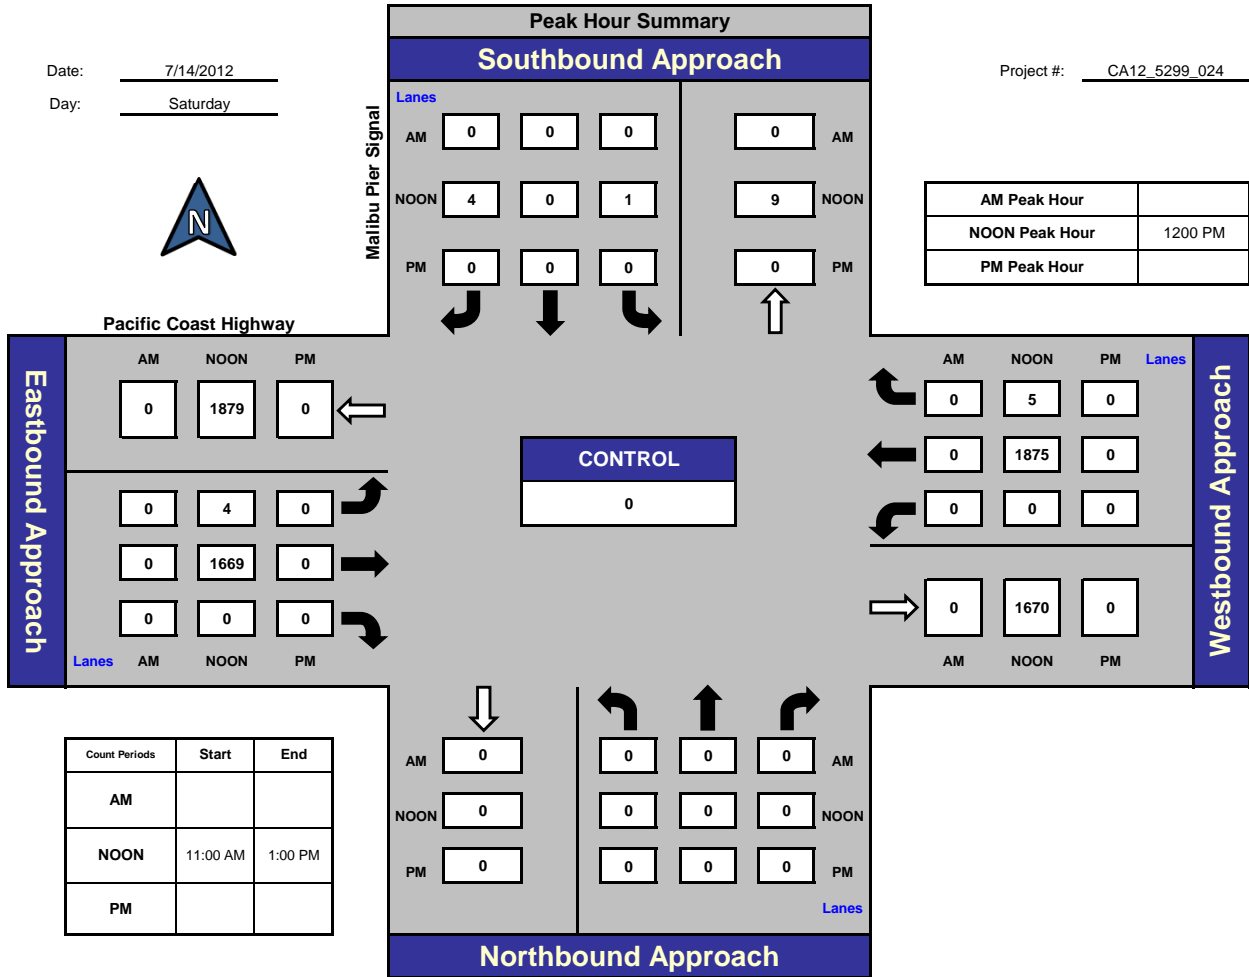 Peak Hour Summary
Southbound Approach
Date: 7/14/2012
Day: Saturday
Project #: CA12_5299_024
N
Malibu Pier Signal
Lanes
AM 0 0 0 0 AM
NOON 4 0 1 9 NOON
PM 0 0 0 0 PM
AM Peak Hour
NOON Peak Hour 1200 PM
PM Peak Hour
Pacific Coast Highway
Eastbound Approach
AM NOON PM
0 1879 0
0 4 0
0 1669 0
0 0 0
Lanes AM NOON PM
CONTROL
0
AM NOON PM Lanes
0 5 0
0 1875 0
0 0 0
0 1670 0
AM NOON PM
Westbound Approach
Count Periods Start End
AM
NOON 11:00 AM 1:00 PM
PM
AM 0 0 0 0 AM
NOON 0 0 0 0 NOON
PM 0 0 0 0 PM
Lanes
Northbound Approach